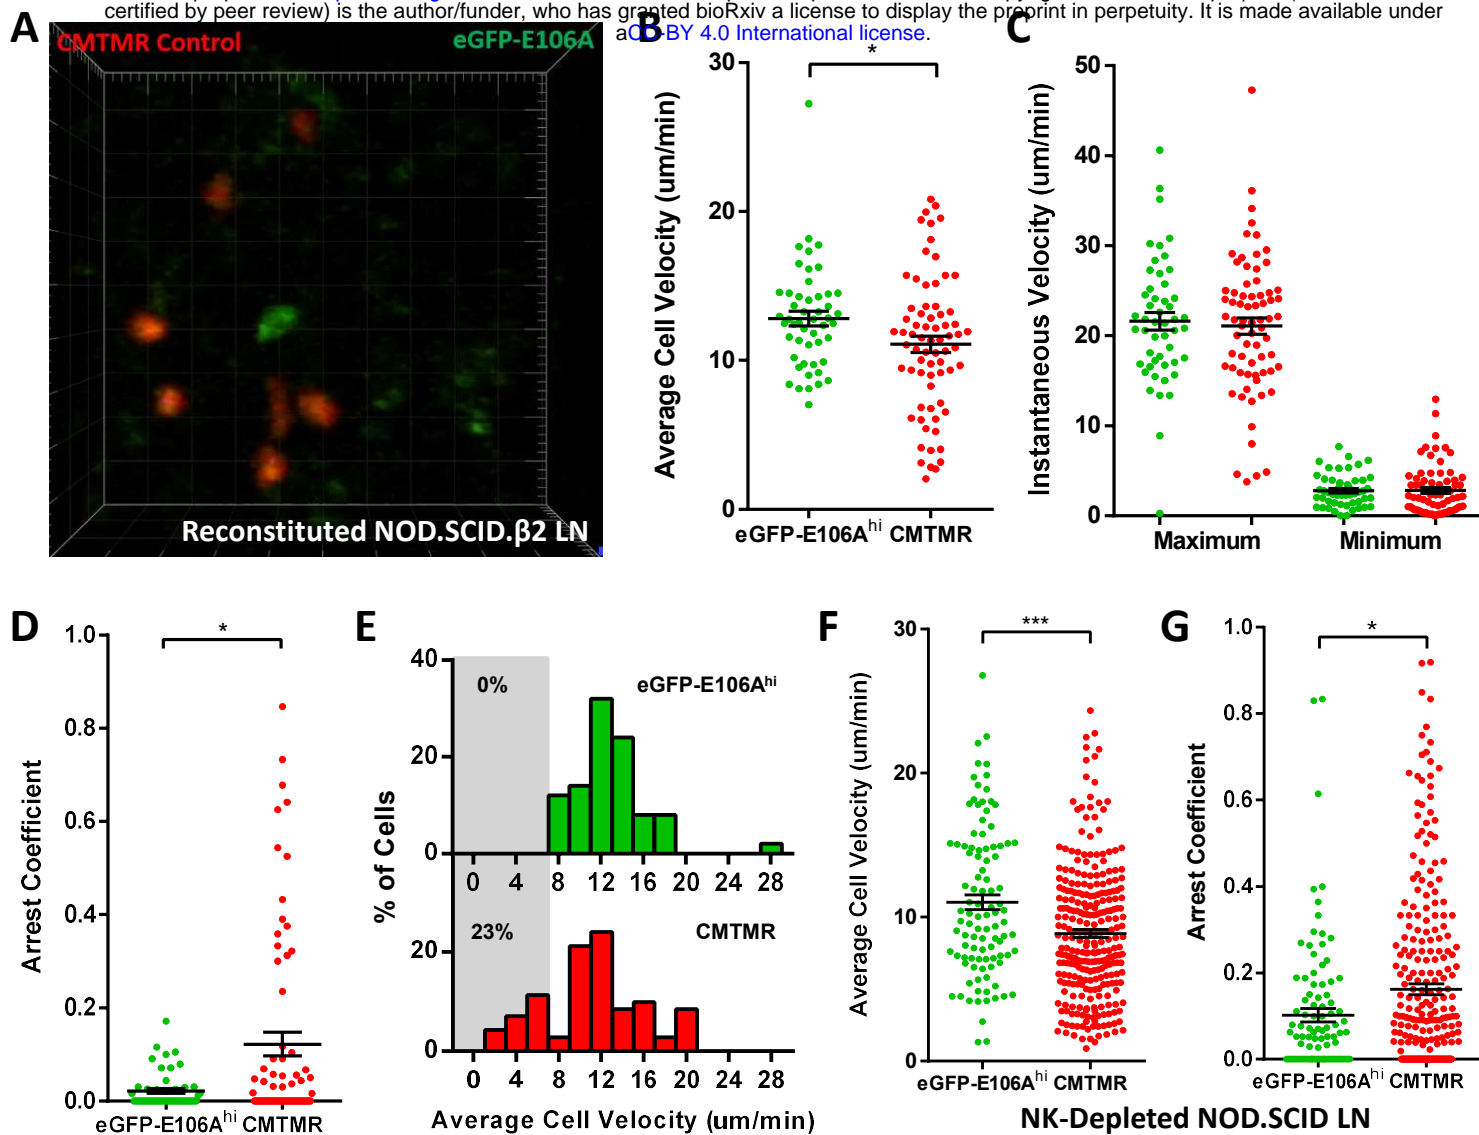 certified by peer review) is the author/funder, who has granted bioRxiv a license to display the preprint in perpetuity. It is made available under
aCC-BY 4.0 International license.
A
CMTMR Control
eGFP-E106A
Reconstituted NOD.SCID.β2 LN
B
*
Average Cell Velocity (um/min)
30
20
10
0
eGFP-E106Ahi CMTMR
C
Instantaneous Velocity (um/min)
50
40
30
20
10
0
Maximum Minimum
D
*
Arrest Coefficient
1.0
0.8
0.6
0.4
0.2
0.0
eGFP-E106Ahi CMTMR
E
% of Cells
40
20
0
0% eGFP-E106Ahi
0 4 8 12 16 20 24 28
23% CMTMR
20
0
0 4 8 12 16 20 24 28
Average Cell Velocity (um/min)
F
***
Average Cell Velocity (um/min)
30
20
10
0
eGFP-E106Ahi CMTMR
G
*
Arrest Coefficient
1.0
0.8
0.6
0.4
0.2
0.0
eGFP-E106Ahi CMTMR
NK-Depleted NOD.SCID LN